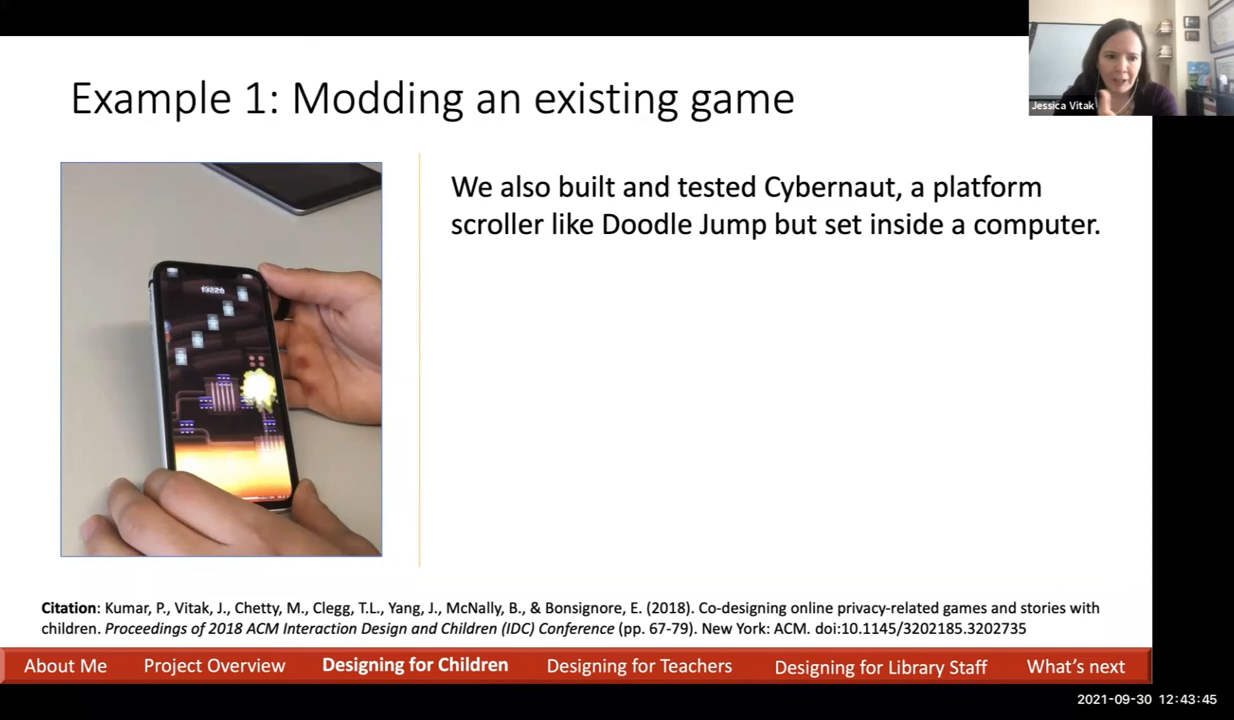 Example 1: Modding an existing game
Jessica Vitak
We also built and tested Cybernaut, a platform
scroller like Doodle Jump but set inside a computer.
Citation: Kumar, P., Vitak, J., Chetty, M., Clegg, T.L., Yang, J., McNally, B., & Bonsignore, E. (2018). Co-designing online privacy-related games and stories with
children. Proceedings of 2018 ACM Interaction Design and Children (IDC) Conference (pp. 67-79). New York: ACM. doi:10.1145/3202185.3202735
About Me Project Overview Designing for Children Designing for Teachers Designing for Library Staff What's next
2021-09-30 12:43:45